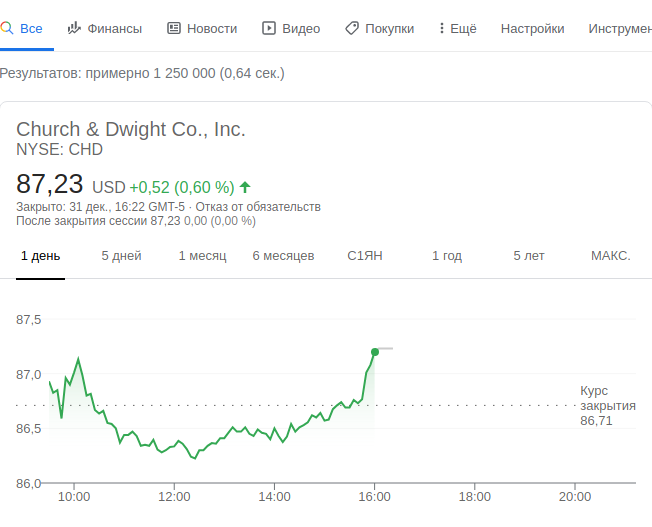 Все Финансы Новости Видео Покупки Ещё Настройки Инструмен
Результатов: примерно 1 250 000 (0,64 сек.)
Church & Dwight Co., Inc.
NYSE: CHD
87,23 USD +0,52 (0,60 %)
Закрыто: 31 дек., 16:22 GMT-5 · Отказ от обязательств
После закрытия сессии 87,23 0,00 (0,00 %)
1 день 5 дней 1 месяц 6 месяцев С1ЯН 1 год 5 лет МАКС.
87,5
87,0
Курс
закрытия
86,71
86,5
86,0
10:00 12:00 14:00 16:00 18:00 20:00